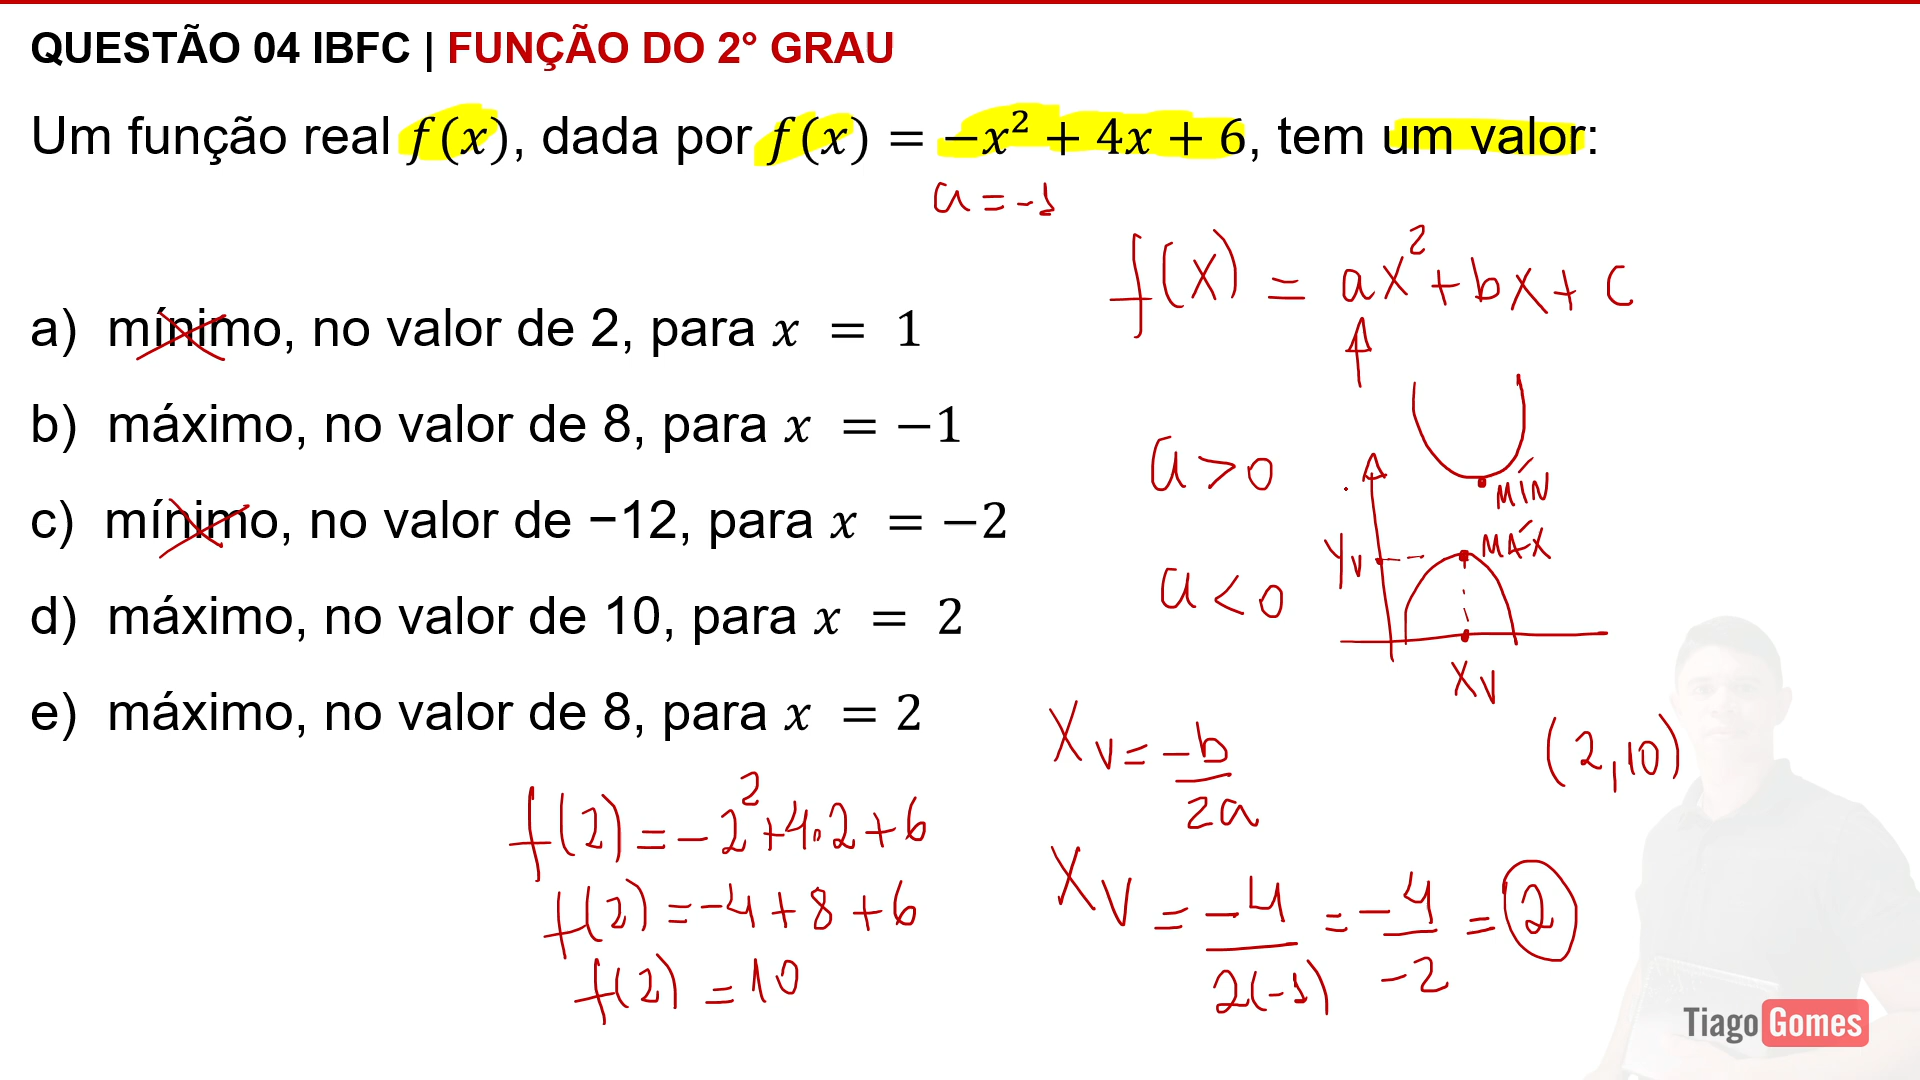 QUESTÃO 04 IBFC | FUNÇÃO DO 2° GRAU
Um função real f(x), dada por f(x) = −x² + 4x + 6, tem um valor:
a = -1
f(x) = ax² + bx + c
a) mínimo, no valor de 2, para x = 1
b) máximo, no valor de 8, para x = −1
a > 0
MÍN
c) mínimo, no valor de −12, para x = −2
MÁX
Yv
a < 0
d) máximo, no valor de 10, para x = 2
Xv
e) máximo, no valor de 8, para x = 2
Xv = -b/2a
(2,10)
f(2) = -2² + 4.2 + 6
f(2) = -4 + 8 + 6
Xv = -4/2(-1) = -4/-2 = 2
f(2) = 10
Tiago Gomes